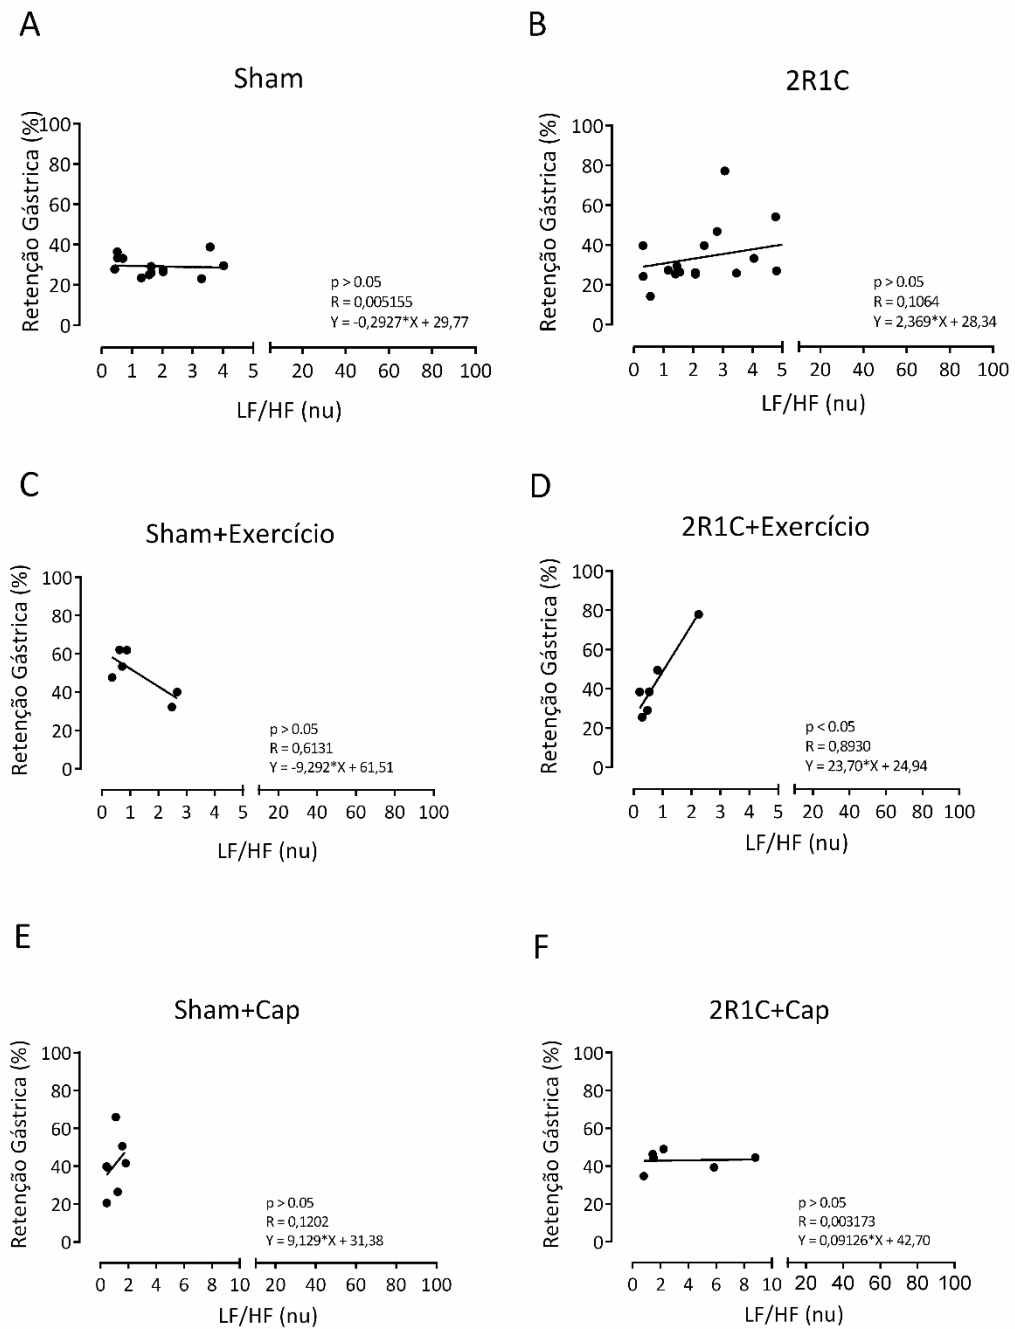 A
Sham
Retenção Gástrica (%)
100
80
60
40
20
0
p > 0.05
R = 0,005155
Y = -0,2927*X + 29,77
0 1 2 3 4 5 20 40 60 80 100
LF/HF (nu)
B
2R1C
Retenção Gástrica (%)
100
80
60
40
20
0
p > 0.05
R = 0,1064
Y = 2,369*X + 28,34
0 1 2 3 4 5 20 40 60 80 100
LF/HF (nu)
C
Sham+Exercício
Retenção Gástrica (%)
100
80
60
40
20
0
p > 0.05
R = 0,6131
Y = -9,292*X + 61,51
0 1 2 3 4 5 20 40 60 80 100
LF/HF (nu)
D
2R1C+Exercício
Retenção Gástrica (%)
100
80
60
40
20
0
p < 0.05
R = 0,8930
Y = 23,70*X + 24,94
0 1 2 3 4 5 20 40 60 80 100
LF/HF (nu)
E
Sham+Cap
Retenção Gástrica (%)
100
80
60
40
20
0
p > 0.05
R = 0,1202
Y = 9,129*X + 31,38
0 2 4 6 8 10 20 40 60 80 100
LF/HF (nu)
F
2R1C+Cap
Retenção Gástrica (%)
100
80
60
40
20
0
p > 0.05
R = 0,003173
Y = 0,09126*X + 42,70
0 2 4 6 8 10 20 40 60 80 100
LF/HF (nu)